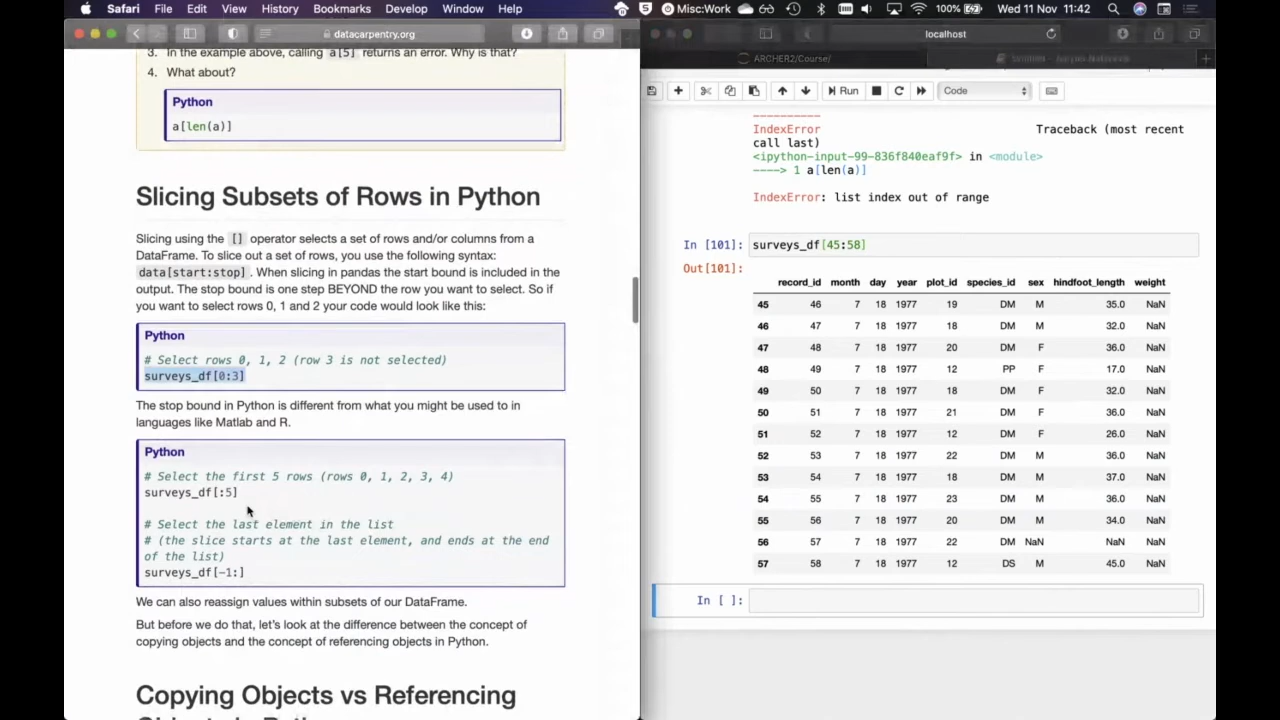 Safari File Edit View History Bookmarks Develop Window Help
Misc:Work 100% Wed 11 Nov 11:42
datacarpentry.org
3. In the example above, calling a[5] returns an error. Why is that?
4. What about?
Python
a[len(a)]
Slicing Subsets of Rows in Python
Slicing using the [] operator selects a set of rows and/or columns from a
DataFrame. To slice out a set of rows, you use the following syntax:
data[start:stop]. When slicing in pandas the start bound is included in the
output. The stop bound is one step BEYOND the row you want to select. So if
you want to select rows 0, 1 and 2 your code would look like this:
Python
# Select rows 0, 1, 2 (row 3 is not selected)
surveys_df[0:3]
The stop bound in Python is different from what you might be used to in
languages like Matlab and R.
Python
# Select the first 5 rows (rows 0, 1, 2, 3, 4)
surveys_df[:5]
# Select the last element in the list
# (the slice starts at the last element, and ends at the end
of the list)
surveys_df[-1:]
We can also reassign values within subsets of our DataFrame.
But before we do that, let's look at the difference between the concept of
copying objects and the concept of referencing objects in Python.
Copying Objects vs Referencing
localhost
ARCHER2/Course/
Run Code
----------
IndexError Traceback (most recent
call last)
<ipython-input-99-836f840eaf9f> in <module>
----> 1 a[len(a)]
IndexError: list index out of range
In [101]: surveys_df[45:58]
Out[101]:
record_id month day year plot_id species_id sex hindfoot_length weight
45 46 7 18 1977 19 DM M 35.0 NaN
46 47 7 18 1977 18 DM M 32.0 NaN
47 48 7 18 1977 20 DM F 36.0 NaN
48 49 7 18 1977 12 PP F 17.0 NaN
49 50 7 18 1977 18 DM F 32.0 NaN
50 51 7 18 1977 21 DM F 36.0 NaN
51 52 7 18 1977 12 DM F 26.0 NaN
52 53 7 18 1977 22 DM M 36.0 NaN
53 54 7 18 1977 18 DM M 37.0 NaN
54 55 7 18 1977 23 DM M 36.0 NaN
55 56 7 18 1977 20 DM M 34.0 NaN
56 57 7 18 1977 22 DM NaN NaN NaN
57 58 7 18 1977 12 DS M 45.0 NaN
In [ ]: